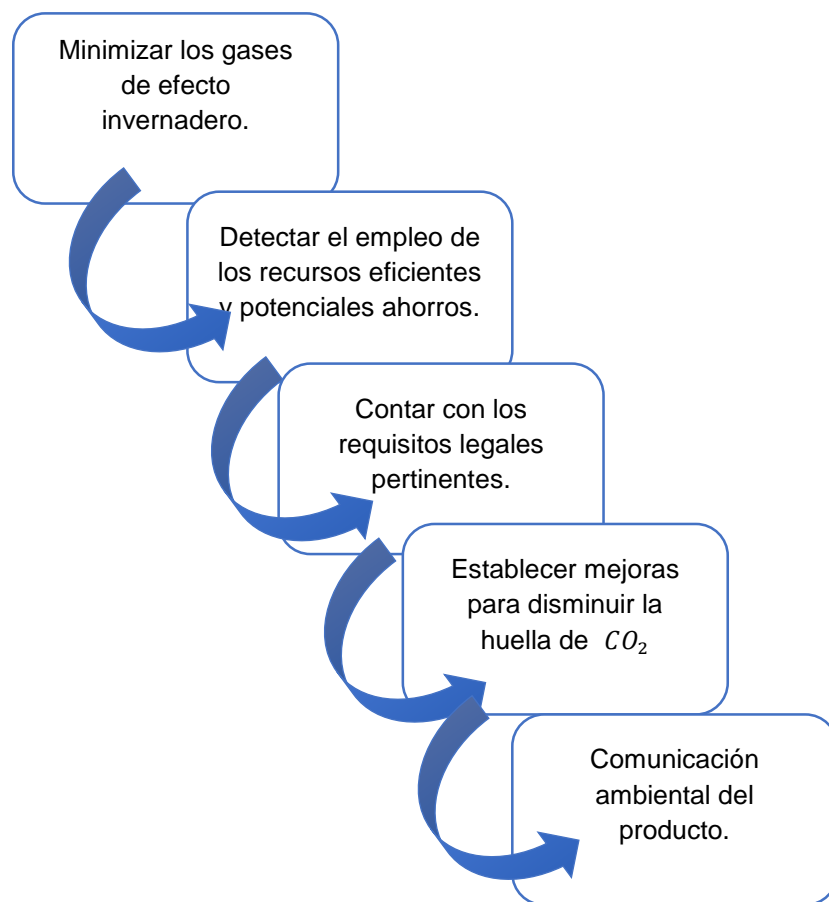 Minimizar los gases
de efecto
invernadero.
Detectar el empleo de
los recursos eficientes
y potenciales ahorros.
Contar con los
requisitos legales
pertinentes.
Establecer mejoras
para disminuir la
huella de CO₂
Comunicación
ambiental del
producto.